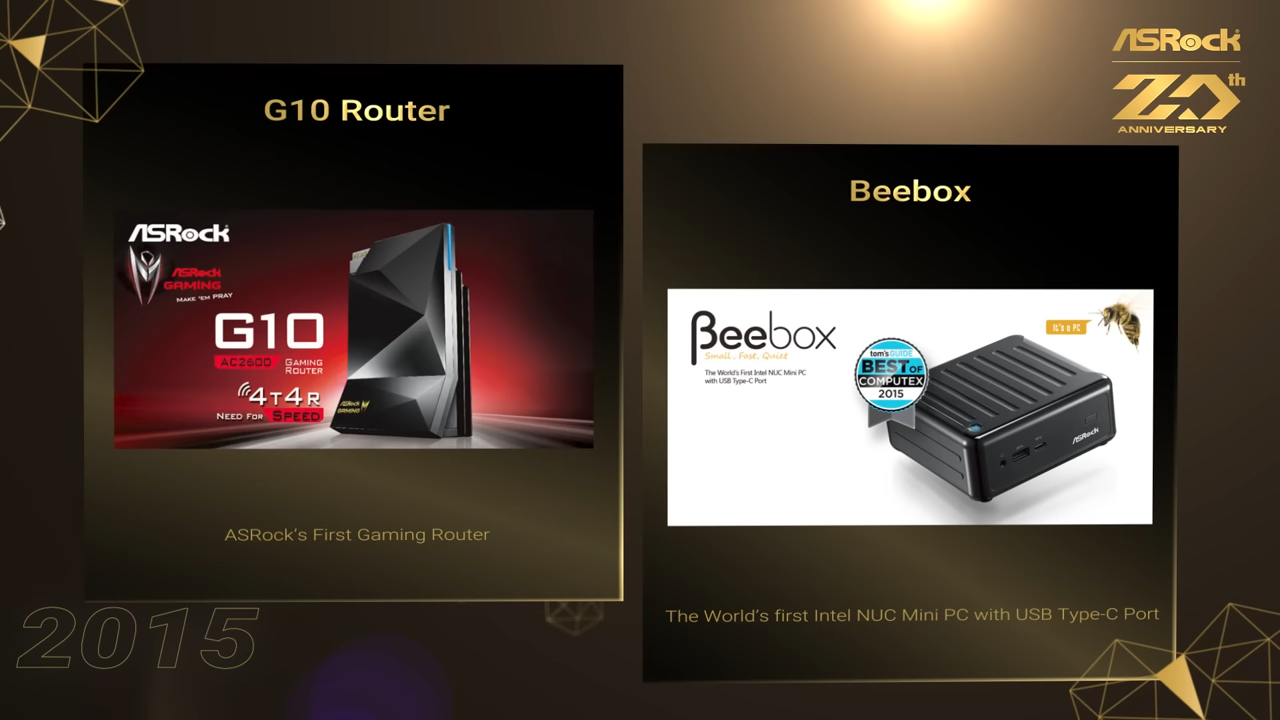 ASRock
20th
ANNIVERSARY
G10 Router
ASRock
ASRock
GAMING
MAKE 'EM PRAY
G10
AC2600 GAMING ROUTER
4T4R
NEED FOR SPEED
ASRock
GAMING
ASRock's First Gaming Router
Beebox
Beebox
Small . Fast, Quiet
The World's First Intel NUC Mini PC
with USB Type-C Port
tom's GUIDE
BEST OF
COMPUTEX
2015
it's a PC
ASRock
The World's first Intel NUC Mini PC with USB Type-C Port
2015